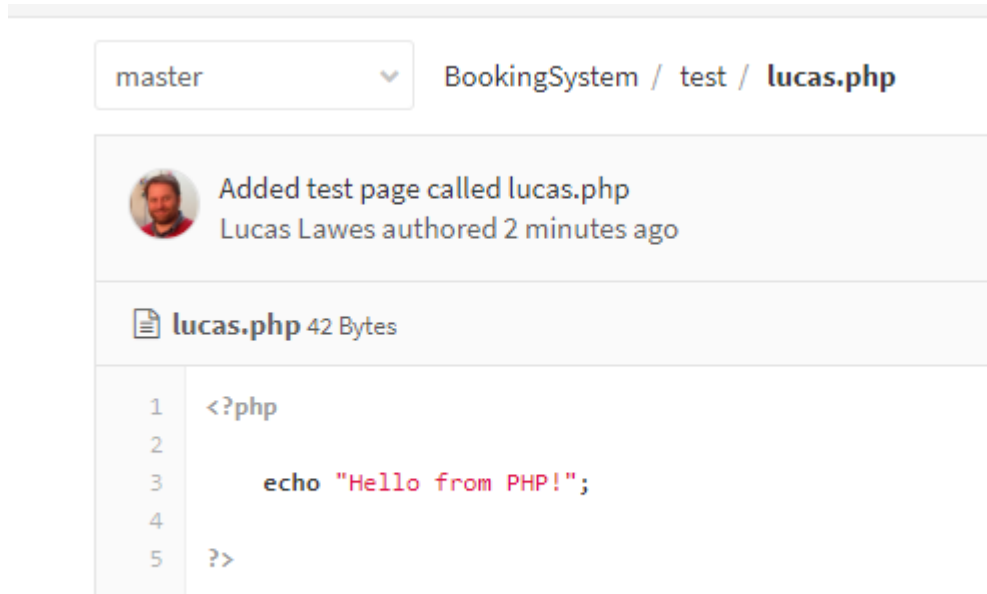 master BookingSystem / test / lucas.php
Added test page called lucas.php
Lucas Lawes authored 2 minutes ago
lucas.php 42 Bytes
1 <?php
2
3 echo "Hello from PHP!";
4
5 ?>